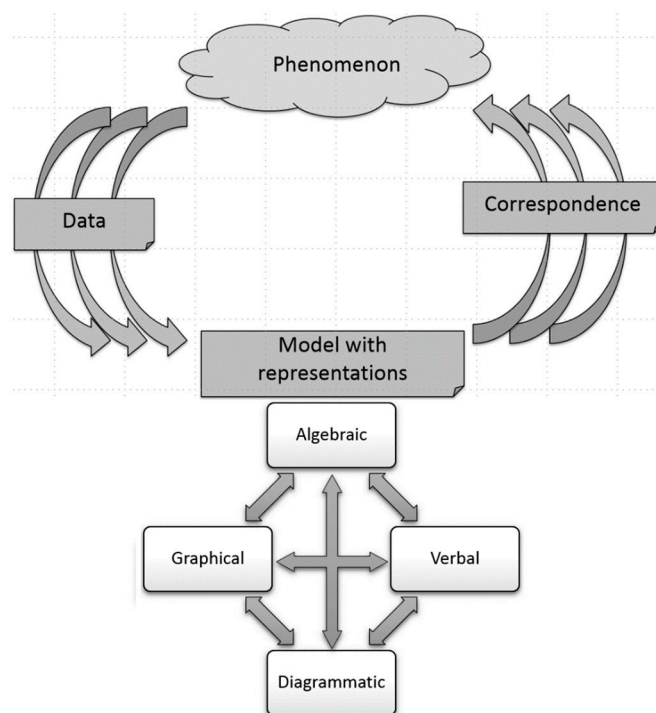 Phenomenon
Data
Correspondence
Model with
representations
Algebraic
Graphical
Verbal
Diagrammatic